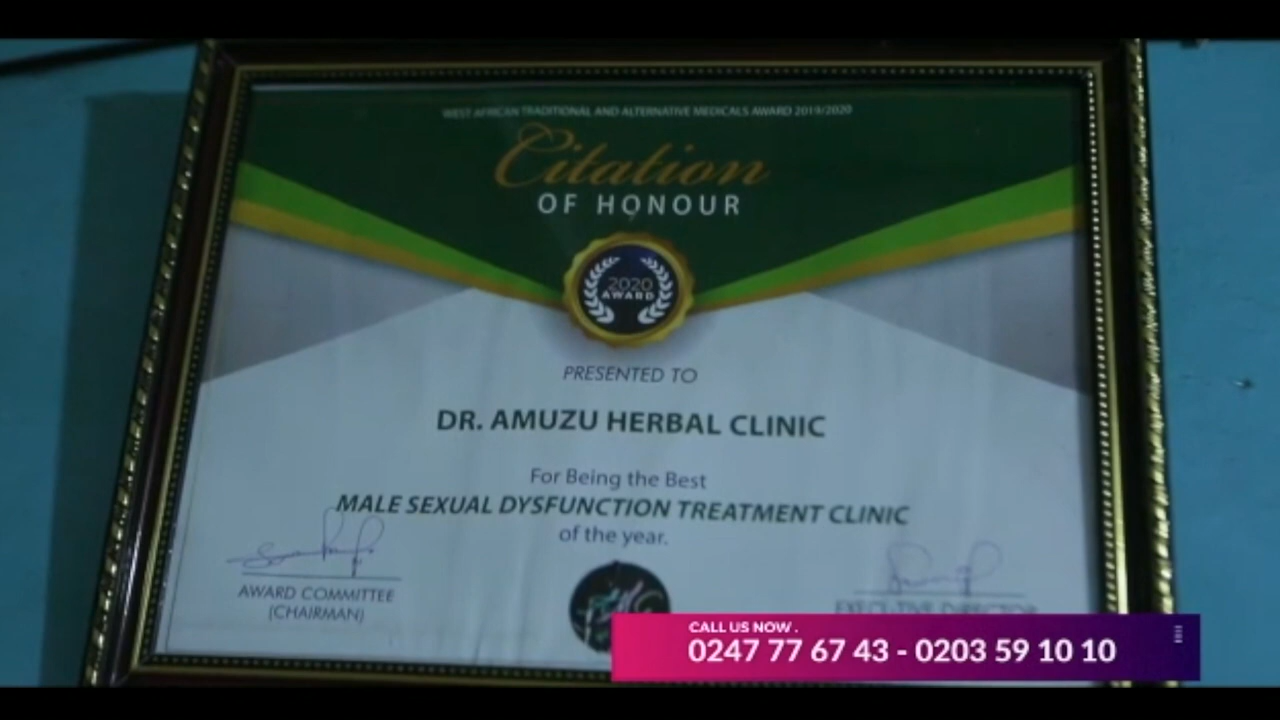 WEST AFRICAN TRADITIONAL AND ALTERNATIVE MEDICALS AWARD 2019/2020
Citation
OF HONOUR
2020
AWARD
PRESENTED TO
DR. AMUZU HERBAL CLINIC
For Being the Best
MALE SEXUAL DYSFUNCTION TREATMENT CLINIC
of the year.
AWARD COMMITTEE
(CHAIRMAN)
EXECUTIVE DIRECTOR
CALL US NOW .
0247 77 67 43 - 0203 59 10 10